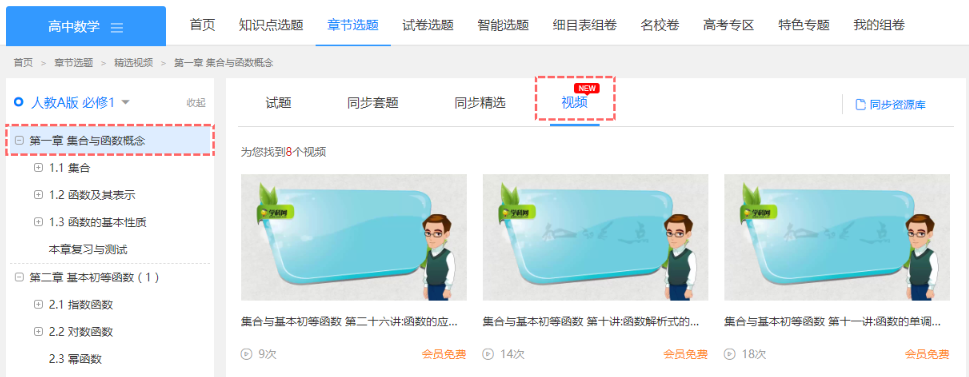 高中数学
首页 知识点选题 章节选题 试卷选题 智能选题 细目表组卷 名校卷 高考专区 特色专题 我的组卷
首页 > 章节选题 > 精选视频 > 第一章 集合与函数概念
人教A版 必修1 收起
第一章 集合与函数概念
1.1 集合
1.2 函数及其表示
1.3 函数的基本性质
本章复习与测试
第二章 基本初等函数（1）
2.1 指数函数
2.2 对数函数
2.3 幂函数
试题 同步套题 同步精选 视频 NEW 同步资源库
为您找到8个视频
学科网 学科网 学科网
集合与基本初等函数 第二十六讲:函数的应... 集合与基本初等函数 第十讲:函数解析式的... 集合与基本初等函数 第十一讲:函数的单调...
9次 会员免费 14次 会员免费 18次 会员免费